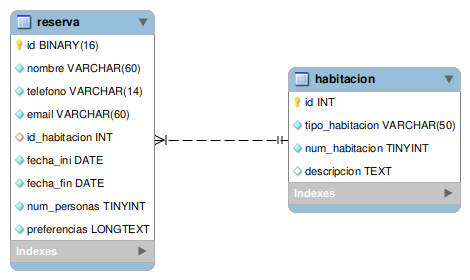 reserva
id BINARY(16)
nombre VARCHAR(60)
telefono VARCHAR(14)
email VARCHAR(60)
id_habitacion INT
fecha_ini DATE
fecha_fin DATE
num_personas TINYINT
preferencias LONGTEXT
Indexes
habitacion
id INT
tipo_habitacion VARCHAR(50)
num_habitacion TINYINT
descripcion TEXT
Indexes